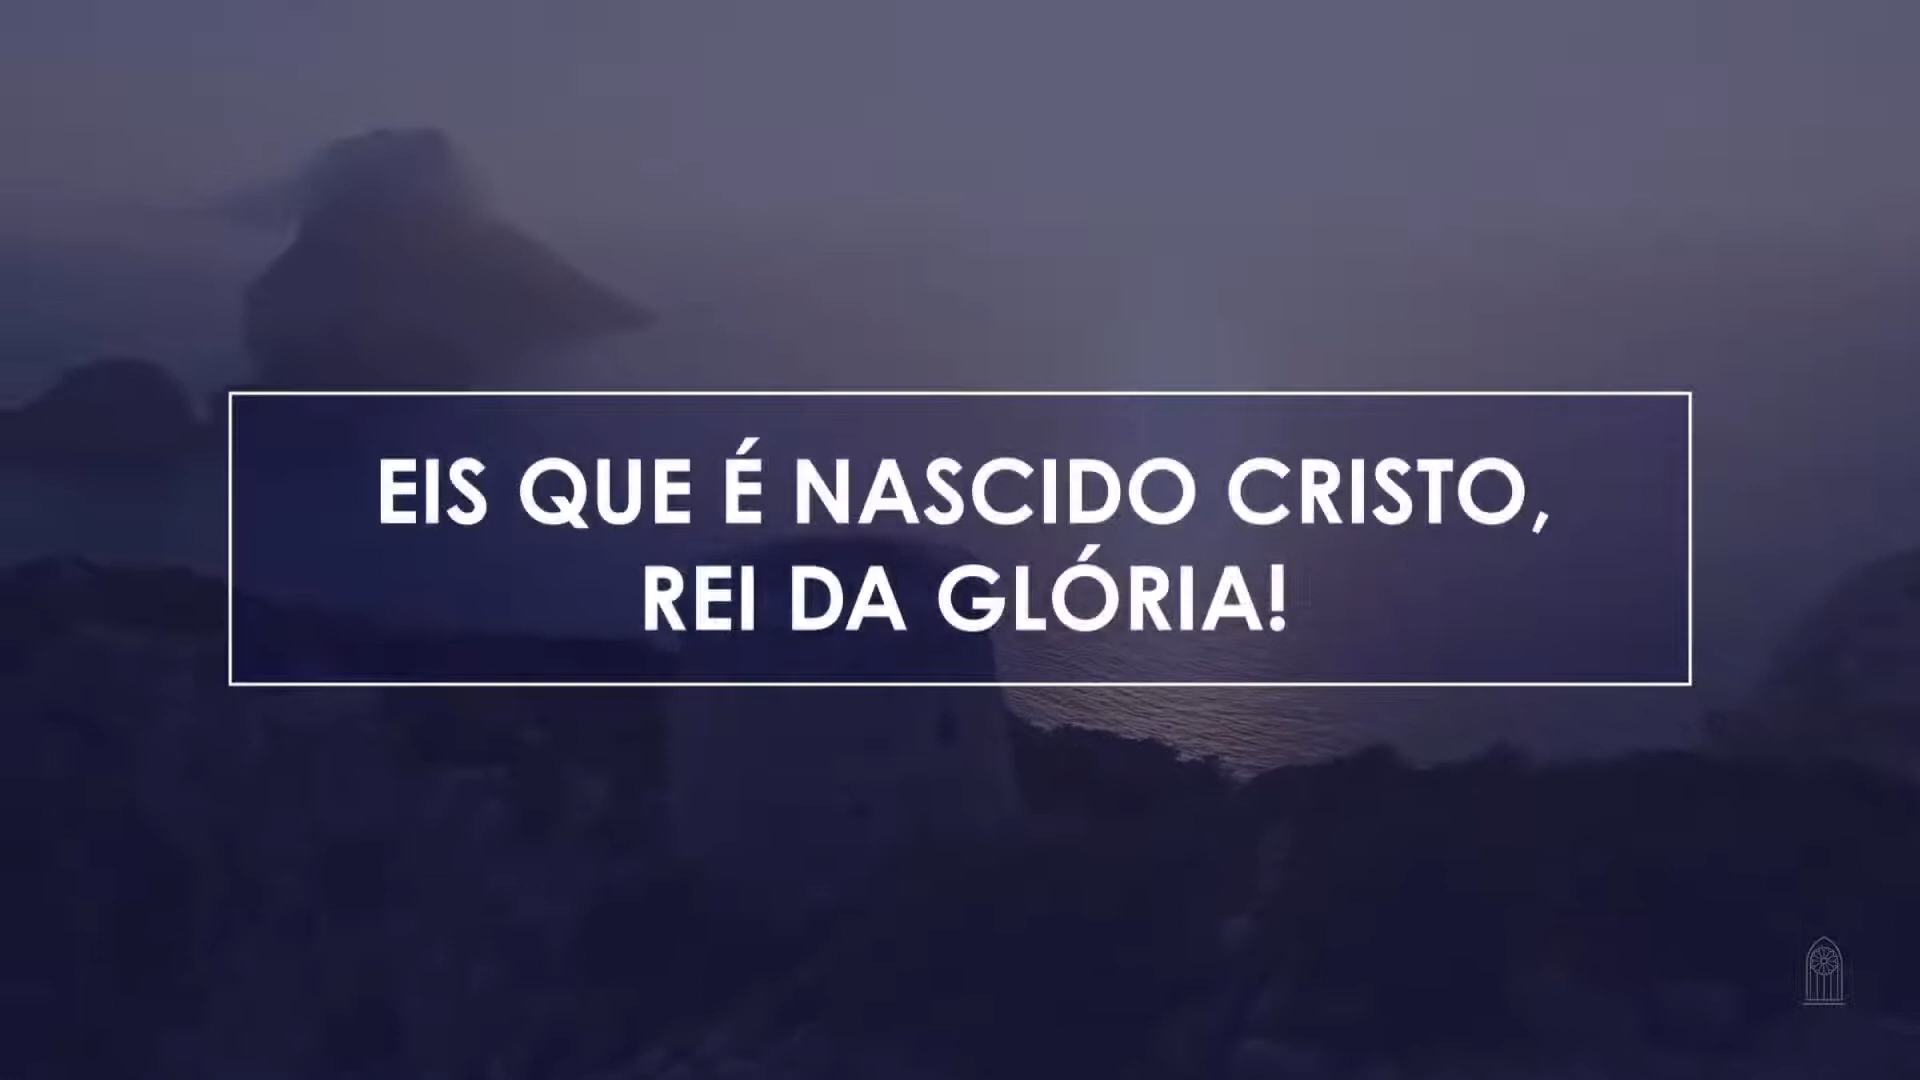 EIS QUE É NASCIDO CRISTO,
REI DA GLÓRIA!